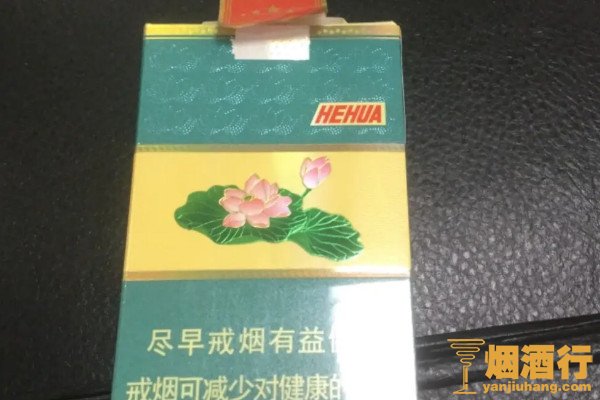 HEHUA
尽早戒烟有益
戒烟可减少对健康的
烟酒行
yanjiuhang.com